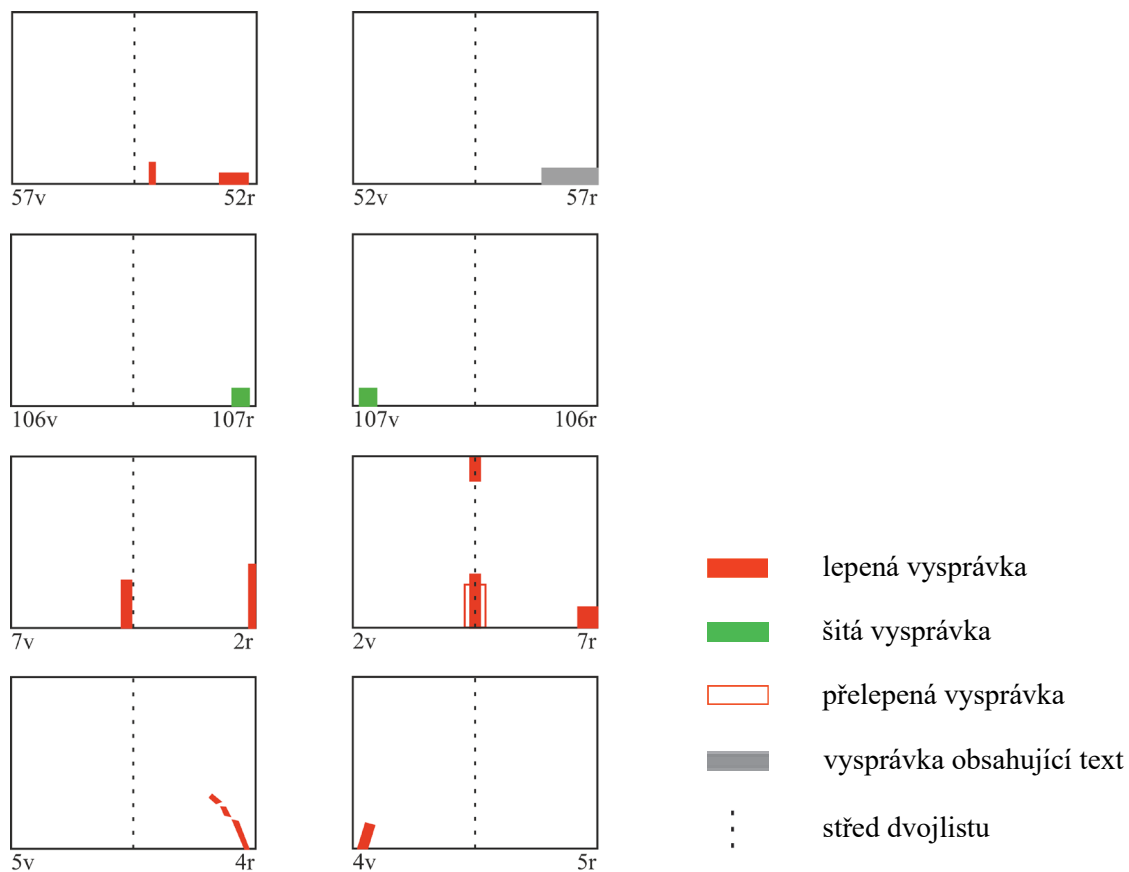 57v 52r 52v 57r
106v 107r 107v 106r
7v 2r 2v 7r
5v 4r 4v 5r
lepená vysprávka
šitá vysprávka
přelepená vysprávka
vysprávka obsahující text
střed dvojlistu